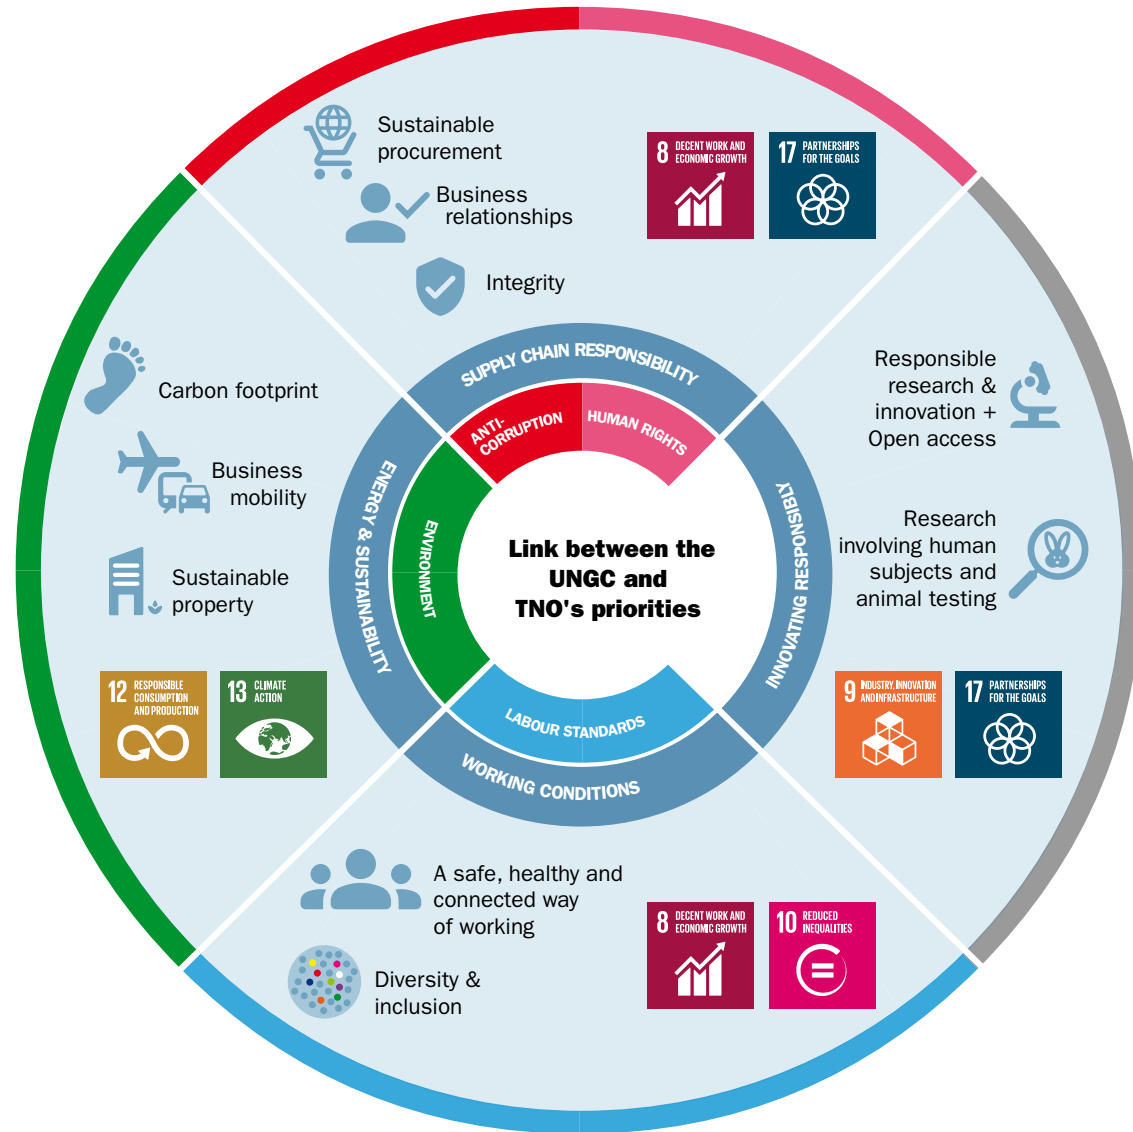 Sustainable
procurement
Business
relationships
Integrity
8 DECENT WORK AND
ECONOMIC GROWTH
17 PARTNERSHIPS
FOR THE GOALS
SUPPLY CHAIN RESPONSIBILITY
ANTI-
CORRUPTION
HUMAN RIGHTS
Carbon footprint
Business
mobility
Sustainable
property
12 RESPONSIBLE
CONSUMPTION
AND PRODUCTION
13 CLIMATE
ACTION
ENERGY & SUSTAINABILITY
ENVIRONMENT
Link between the
UNGC and
TNO's priorities
INNOVATING RESPONSIBLY
Responsible
research &
innovation +
Open access
Research
involving human
subjects and
animal testing
9 INDUSTRY, INNOVATION
AND INFRASTRUCTURE
17 PARTNERSHIPS
FOR THE GOALS
LABOUR STANDARDS
WORKING CONDITIONS
A safe, healthy and
connected way
of working
Diversity &
inclusion
8 DECENT WORK AND
ECONOMIC GROWTH
10 REDUCED
INEQUALITIES